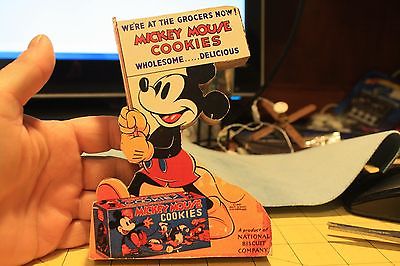 WE'RE AT THE GROCERS NOW!
MICKEY MOUSE
COOKIES
WHOLESOME.....DELICIOUS
MICKEY MOUSE
COOKIES
A product of
NATIONAL
BISCUIT
COMPANY